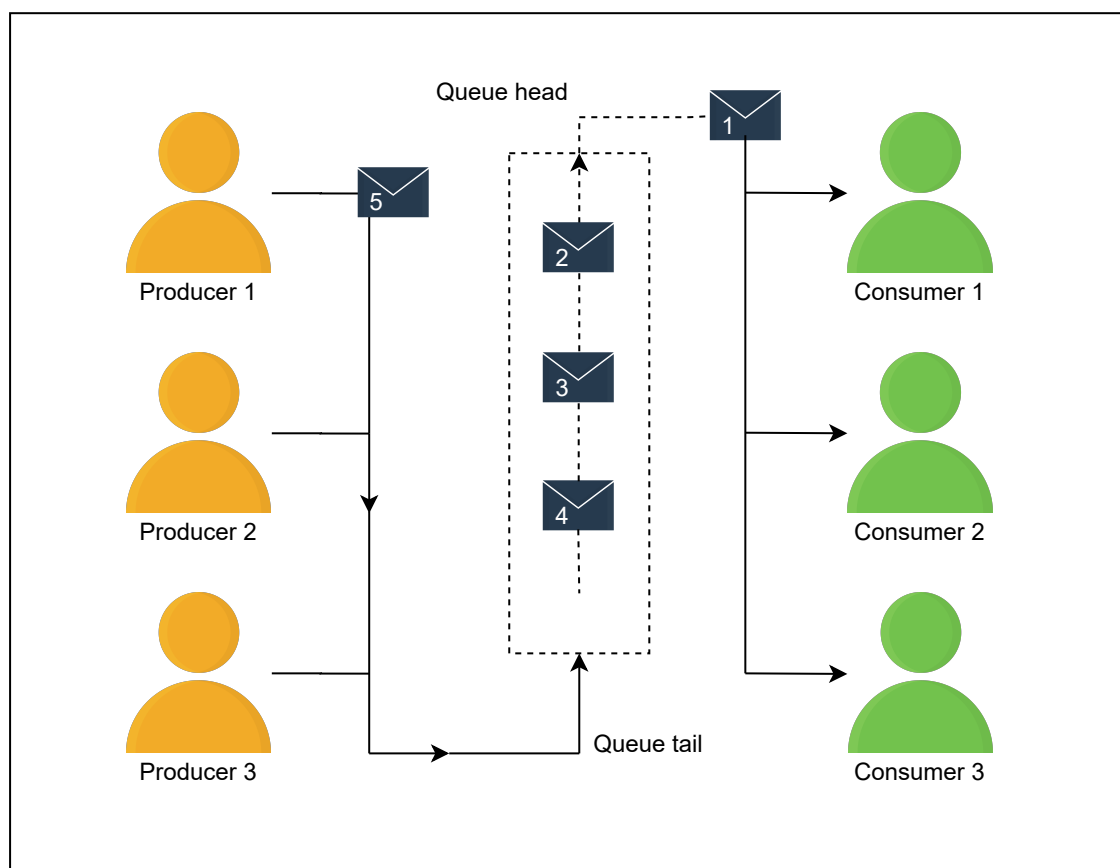 Queue head
1
5
2
Producer 1
Consumer 1
3
4
Producer 2
Consumer 2
Queue tail
Producer 3
Consumer 3